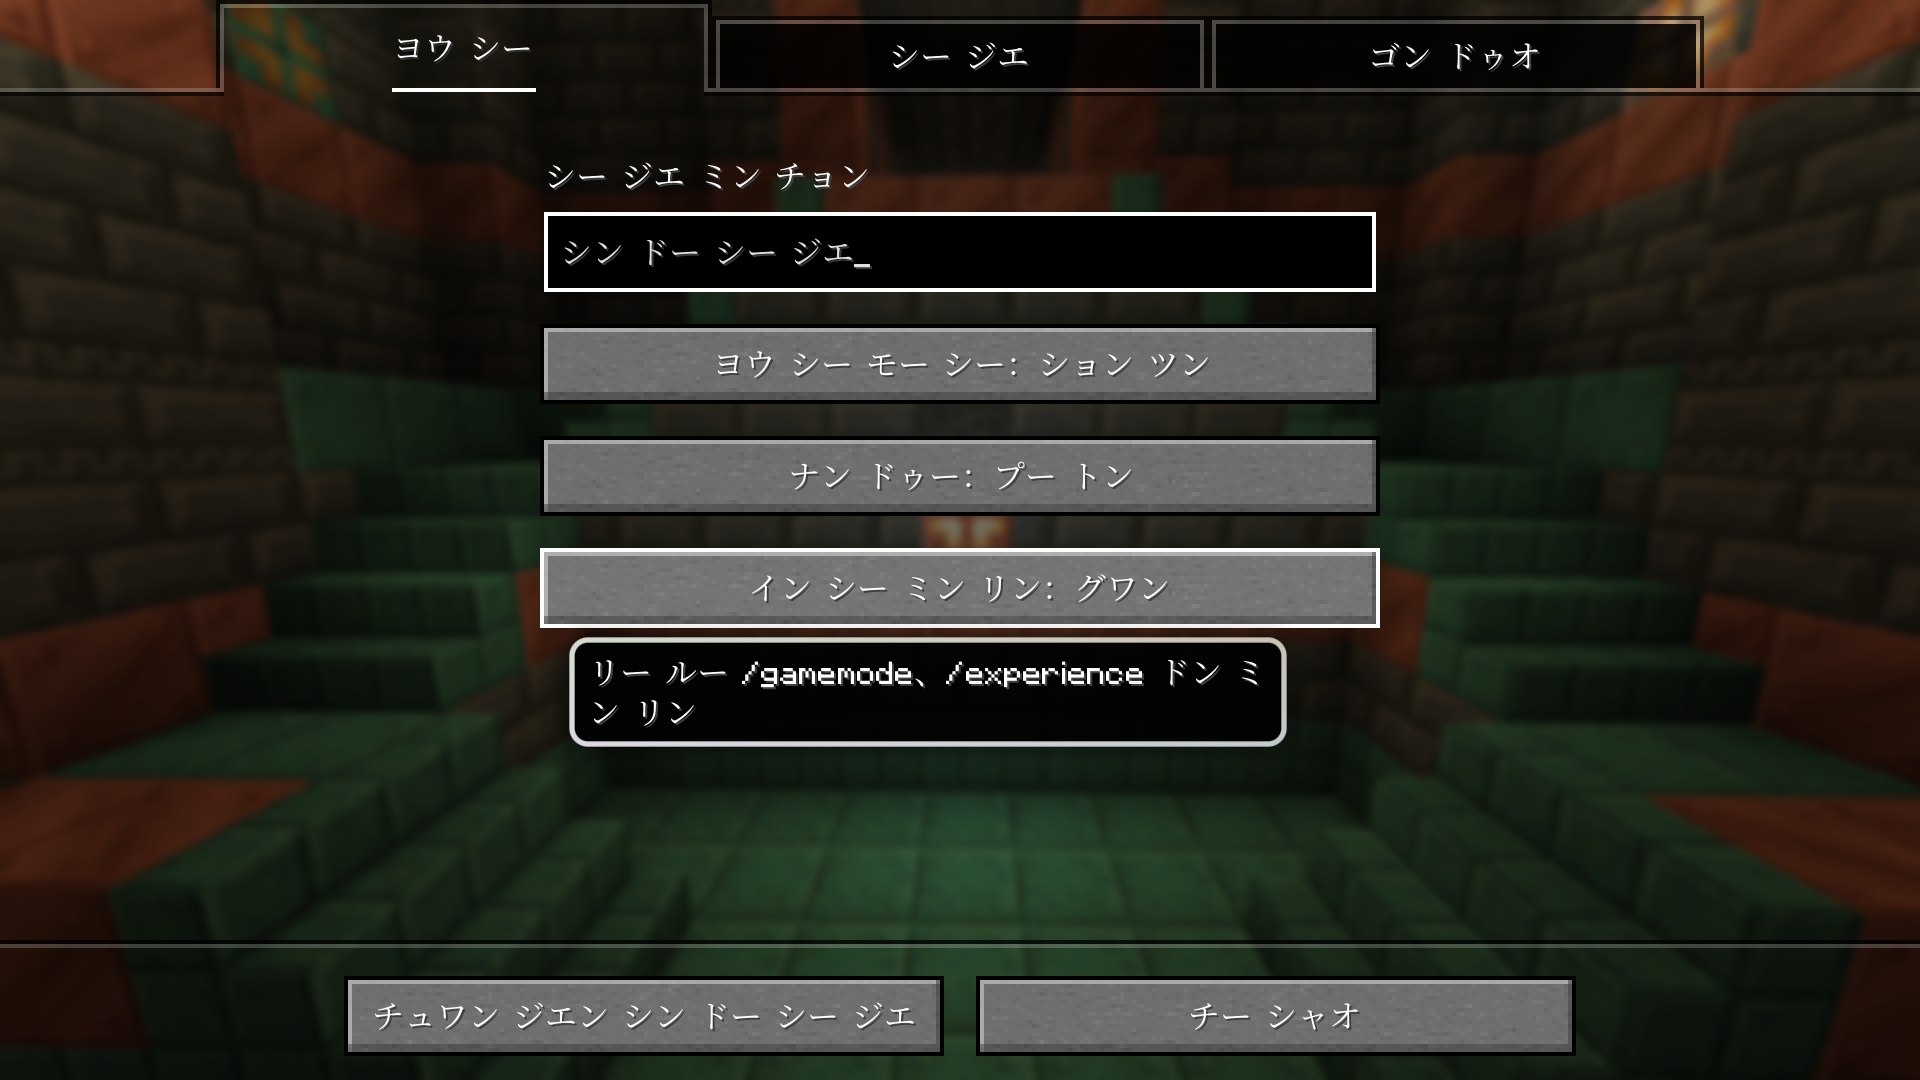 ヨウ シー
シー ジエ
ゴン ドゥオ
シー ジエ ミン チョン
シン ドー シー ジエ_
ヨウ シー モー シー: ション ツン
ナン ドゥー: プー トン
イン シー ミン リン: グワン
リー ルー /gamemode、/experience ドン ミ
ン リン
チュワン ジエン シン ドー シー ジエ
チー シャオ